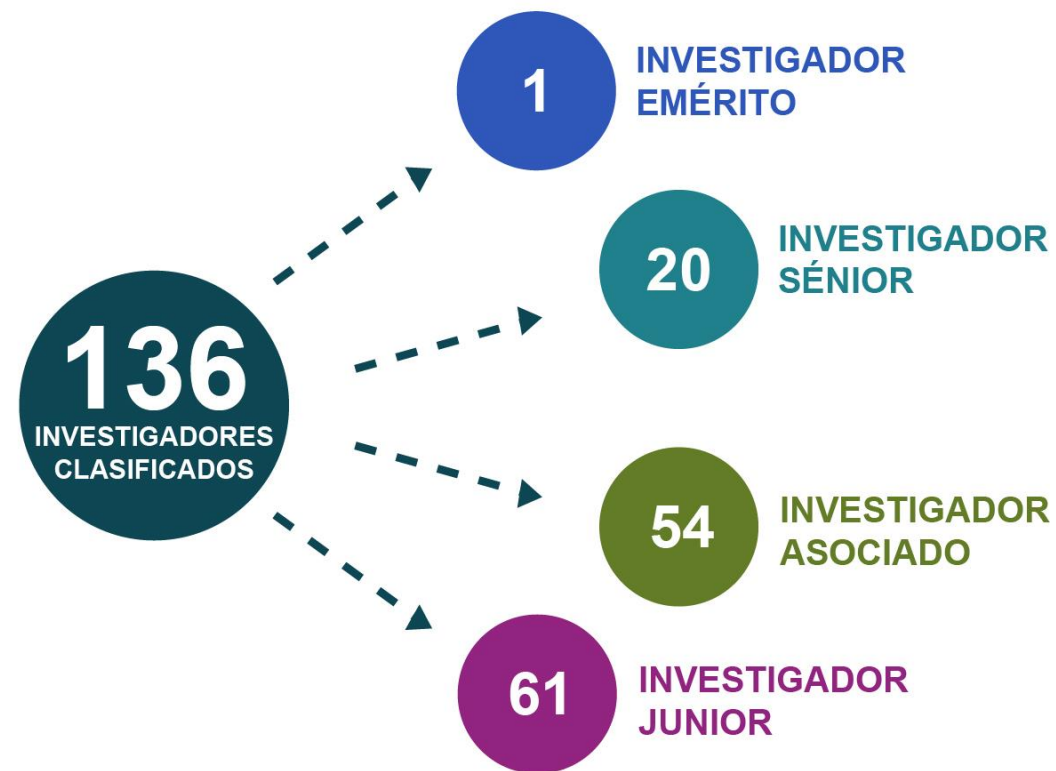 136
INVESTIGADORES
CLASIFICADOS
1
INVESTIGADOR
EMÉRITO
20
INVESTIGADOR
SÉNIOR
54
INVESTIGADOR
ASOCIADO
61
INVESTIGADOR
JUNIOR